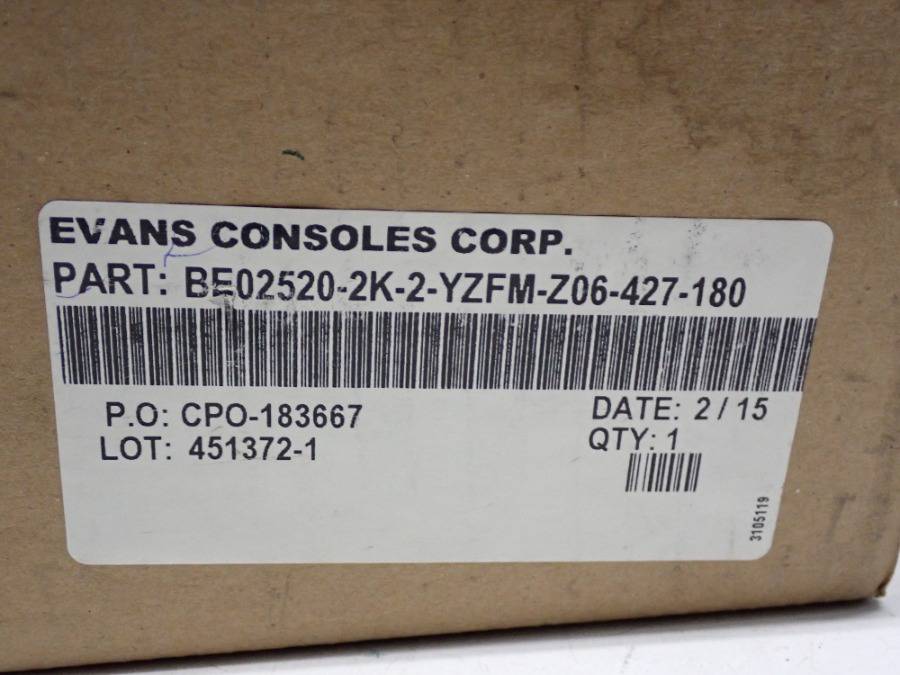 EVANS CONSOLES CORP.
PART: BE02520-2K-2-YZFM-Z06-427-180
P.O: CPO-183667
DATE: 2 / 15
LOT: 451372-1
QTY: 1
3105119